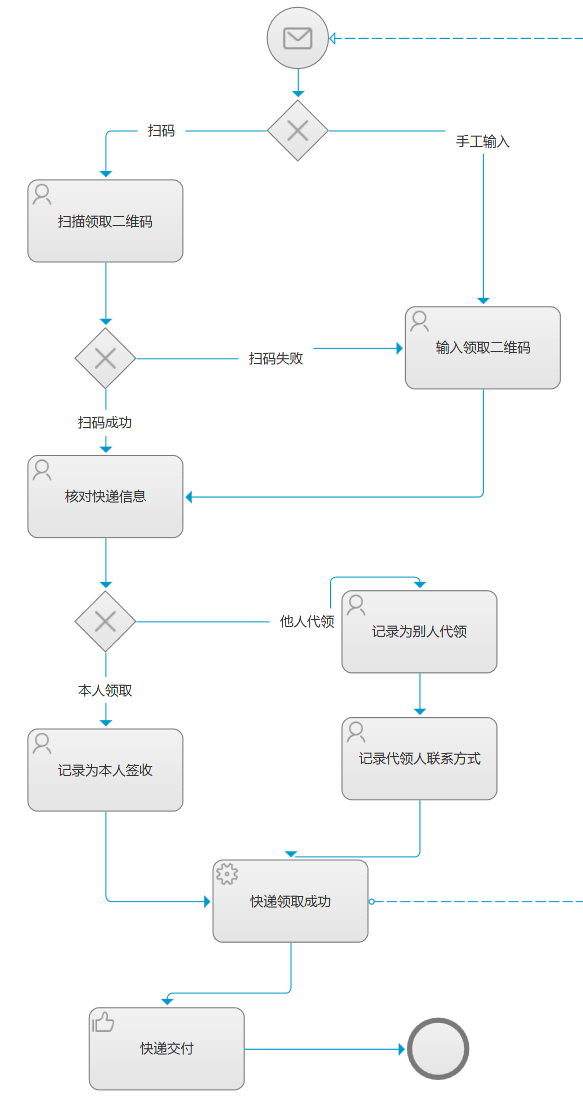 扫码
手工输入
扫描领取二维码
输入领取二维码
扫码失败
扫码成功
核对快递信息
他人代领
记录为别人代领
本人领取
记录为本人签收
记录代领人联系方式
快递领取成功
快递交付